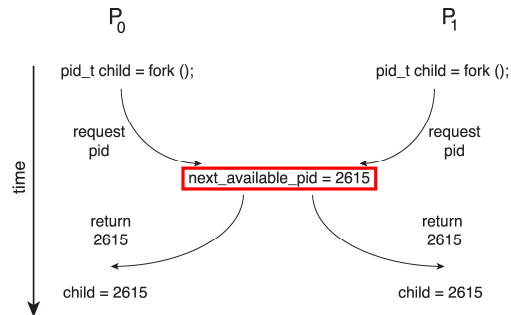 P0 P1
pid_t child = fork (); pid_t child = fork ();
request request
pid pid
time
next_available_pid = 2615
return return
2615 2615
child = 2615 child = 2615